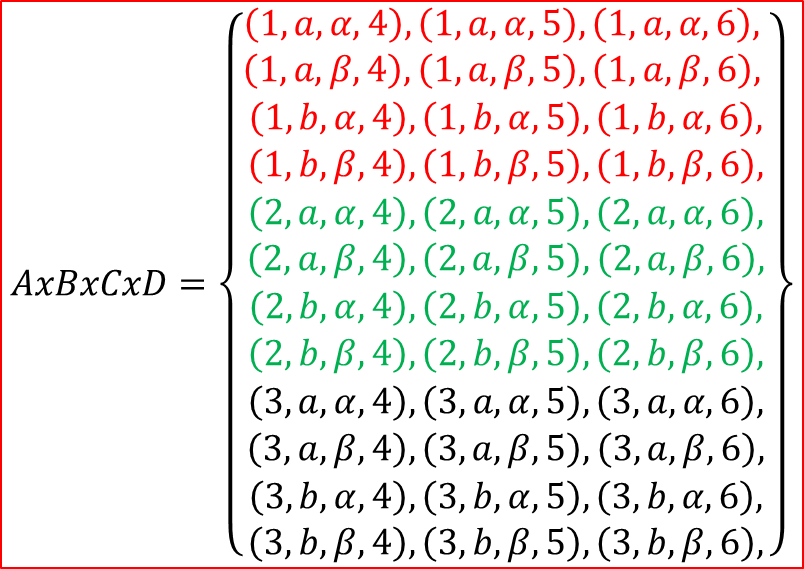 (1, a, α, 4), (1, a, α, 5), (1, a, α, 6),
(1, a, β, 4), (1, a, β, 5), (1, a, β, 6),
(1, b, α, 4), (1, b, α, 5), (1, b, α, 6),
(1, b, β, 4), (1, b, β, 5), (1, b, β, 6),
(2, a, α, 4), (2, a, α, 5), (2, a, α, 6),
(2, a, β, 4), (2, a, β, 5), (2, a, β, 6),
AxBxCxD = {
(2, b, α, 4), (2, b, α, 5), (2, b, α, 6), }
(2, b, β, 4), (2, b, β, 5), (2, b, β, 6),
(3, a, α, 4), (3, a, α, 5), (3, a, α, 6),
(3, a, β, 4), (3, a, β, 5), (3, a, β, 6),
(3, b, α, 4), (3, b, α, 5), (3, b, α, 6),
(3, b, β, 4), (3, b, β, 5), (3, b, β, 6),